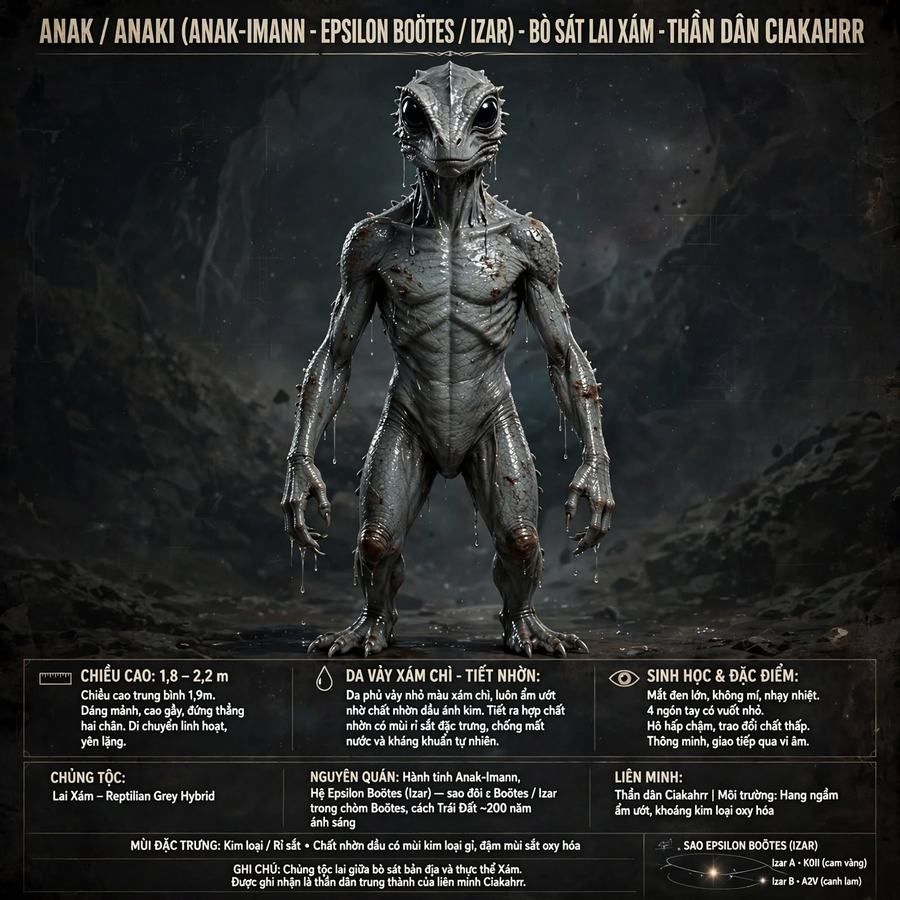 ANAK / ANAKI (ANAK-IMANN - EPSILON BOÖTES / IZAR) - BÒ SÁT LAI XÁM - THẦN DÂN CIAKAHRR
CHIỀU CAO: 1,8 – 2,2 m
Chiều cao trung bình 1,9m.
Dáng mảnh, cao gầy, đứng thẳng
hai chân. Di chuyển linh hoạt,
yên lặng.
DA VẢY XÁM CHÌ - TIẾT NHỜN:
Da phủ vảy nhỏ màu xám chì, luôn ẩm ướt
nhờ chất nhờn dầu ánh kim. Tiết ra hợp chất
nhờn có mùi rỉ sắt đặc trưng, chống mất
nước và kháng khuẩn tự nhiên.
SINH HỌC & ĐẶC ĐIỂM:
Mắt đen lớn, không mí, nhạy nhiệt.
4 ngón tay có vuốt nhỏ.
Hô hấp chậm, trao đổi chất thấp.
Thông minh, giao tiếp qua vi âm.
CHỦNG TỘC:
Lai Xám – Reptilian Grey Hybrid
NGUYÊN QUÁN: Hành tinh Anak-Imann,
Hệ Epsilon Boötes (Izar) — sao đôi ε Boötes / Izar
trong chòm Boötes, cách Trái Đất ~200 năm
ánh sáng
LIÊN MINH:
Thần dân Ciakahrr | Môi trường: Hang ngầm
ẩm ướt, khoáng kim loại oxy hóa
MÙI ĐẶC TRƯNG: Kim loại / Rỉ sắt • Chất nhờn dầu có mùi kim loại gỉ, đậm mùi sắt oxy hóa
GHI CHÚ: Chủng tộc lai giữa bò sát bản địa và thực thể Xám.
Được ghi nhận là thần dân trung thành của liên minh Ciakahrr.
SAO EPSILON BOÖTES (IZAR)
Izar A • K0II (cam vàng)
Izar B • A2V (canh lam)